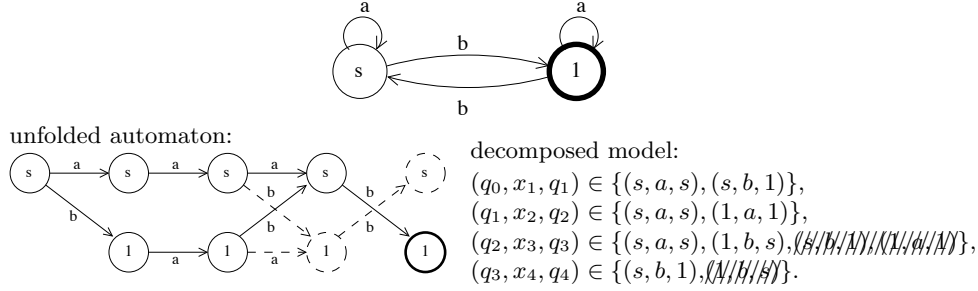 a a
b
s 1
b
unfolded automaton:
s a s a s a s s
b b b b
1 a 1 a 1 1
decomposed model:
(q0, x1, q1) ∈ {(s, a, s), (s, b, 1)},
(q1, x2, q2) ∈ {(s, a, s), (1, a, 1)},
(q2, x3, q3) ∈ {(s, a, s), (1, b, s),(s, b, 1),(1, a, 1)},
(q3, x4, q4) ∈ {(s, b, 1),(1, b, s)}.